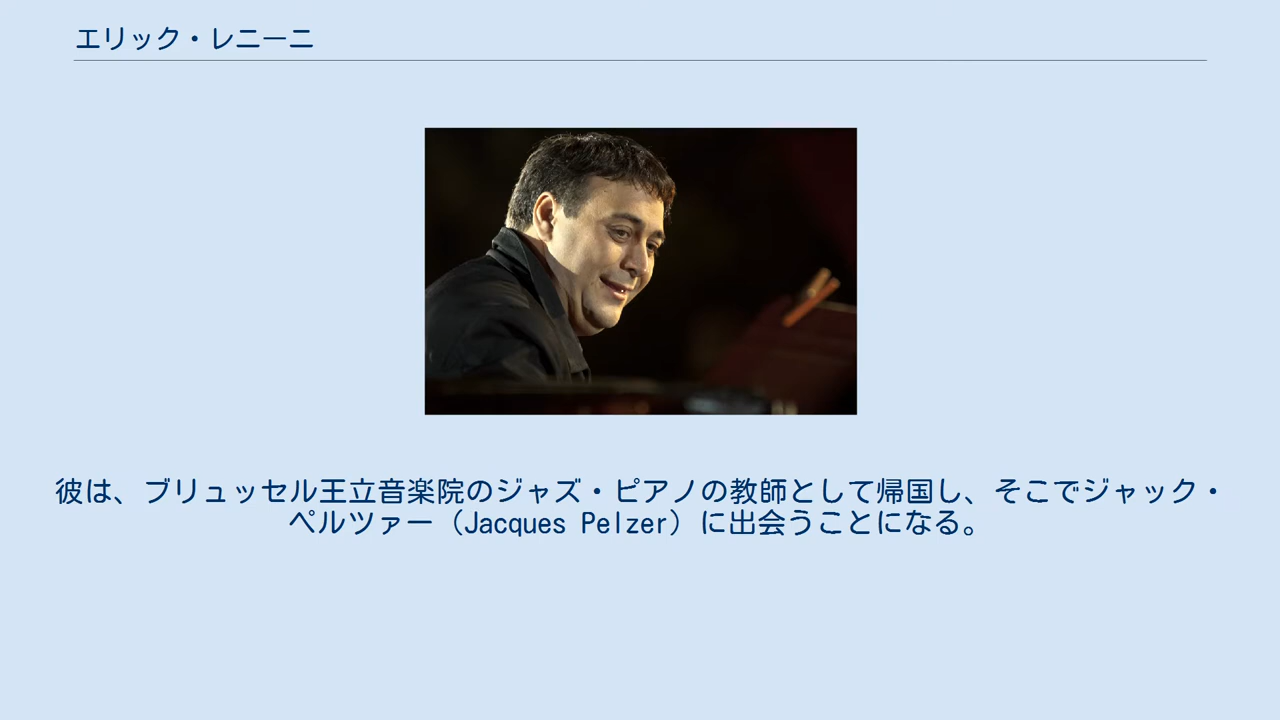 エリック・レニーニ
彼は、ブリュッセル王立音楽院のジャズ・ピアノの教師として帰国し、そこでジャック・
ペルツァー（Jacques Pelzer）に出会うことになる。